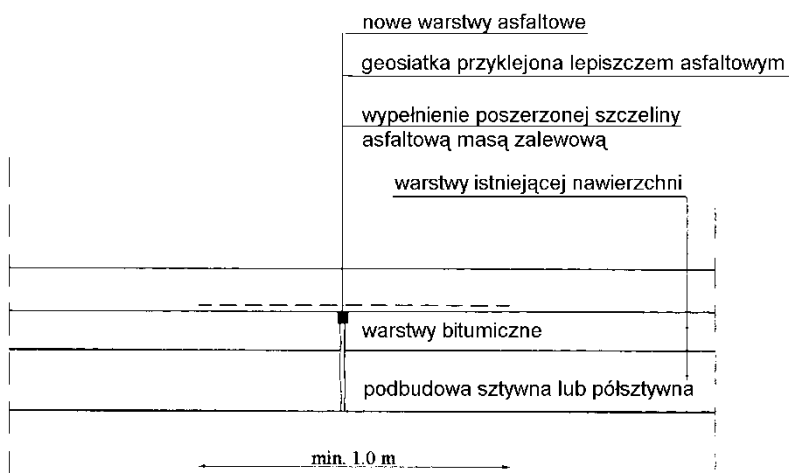 nowe warstwy asfaltowe
geosiatka przyklejona lepiszczem asfaltowym
wypełnienie poszerzonej szczeliny
asfaltową masą zalewową
warstwy istniejącej nawierzchni
warstwy bitumiczne
podbudowa sztywna lub półsztywna
min. 1.0 m